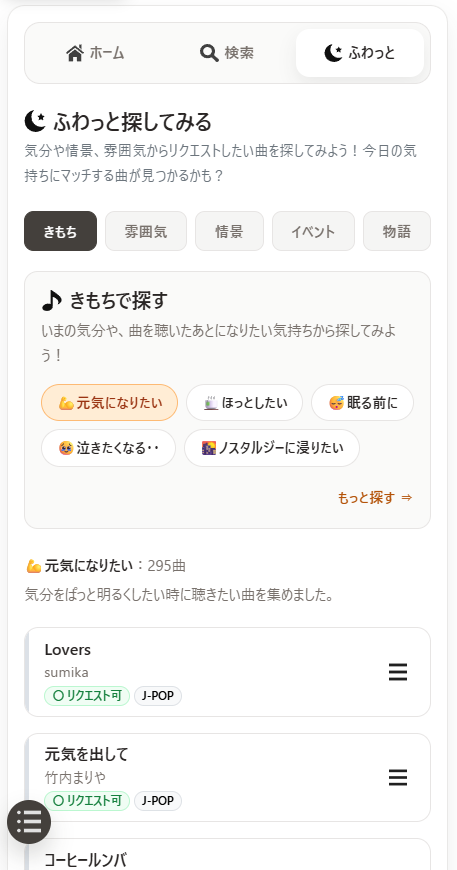 ホーム
検索
ふわっと
ふわっと探してみる
気分や情景、雰囲気からリクエストしたい曲を探してみよう！今日の気
持ちにマッチする曲が見つかるかも？
きもち
雰囲気
情景
イベント
物語
きもちで探す
いまの気分や、曲を聴いたあとになりたい気持ちから探してみよ
う！
💪元気になりたい
☕ほっとしたい
😴眠る前に
🥹泣きたくなる‥
🌇ノスタルジーに浸りたい
もっと探す ⇒
💪元気になりたい：295曲
気分をぱっと明るくしたい時に聴きたい曲を集めました。
Lovers
sumika
〇リクエスト可 J-POP
元気を出して
竹内まりや
〇リクエスト可 J-POP
コーヒールンバ